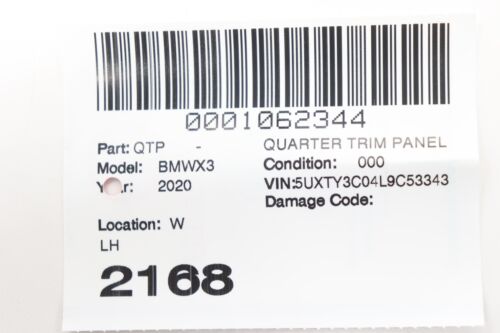 0001062344
Part: QTP - QUARTER TRIM PANEL
Model: BMWX3 Condition: 000
2020 VIN:5UXTY3C04L9C53343
Damage Code:
Location: W
LH
2168